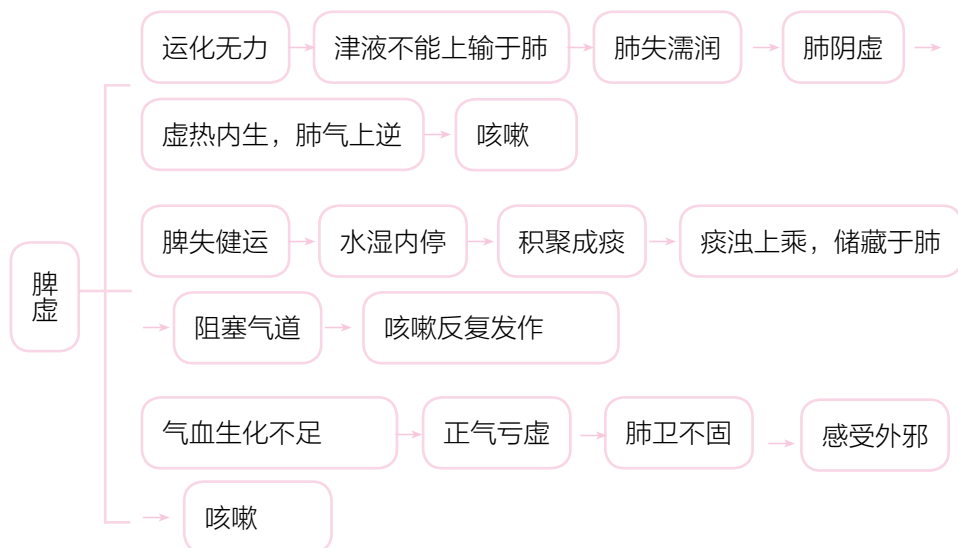 运化无力 津液不能上输于肺 肺失濡润 肺阴虚
虚热内生，肺气上逆 咳嗽
脾虚
脾失健运 水湿内停 积聚成痰 痰浊上乘，储藏于肺
阻塞气道 咳嗽反复发作
气血生化不足 正气亏虚 肺卫不固 感受外邪
咳嗽